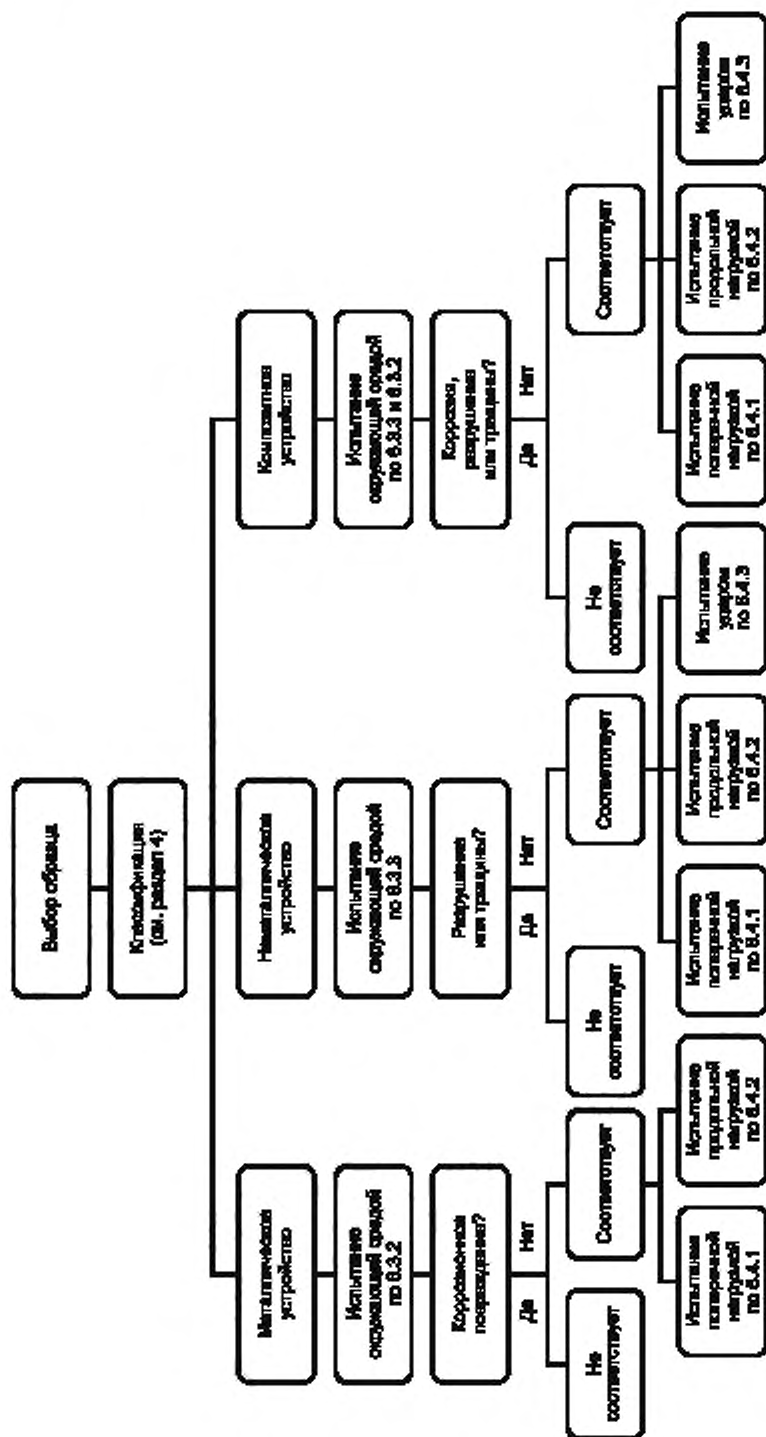 Выбор образца
Классификация
(см. раздел 4)
Металлическое
устройство
Неметаллическое
устройство
Композитное
устройство
Испытание
окружающей средой
по 6.3.2
Испытание
окружающей средой
по 6.3.3
Испытание
окружающей средой
по 6.3.3 и 6.3.2
Коррозионное
повреждение?
Разрушение
или трещины?
Коррозия,
разрушение
или трещины?
Да
Нет
Да
Нет
Да
Нет
Не
соответствует
Соответствует
Не
соответствует
Соответствует
Не
соответствует
Соответствует
Испытание
поперечной
нагрузкой
по 6.4.1
Испытание
продольной
нагрузкой
по 6.4.2
Испытание
поперечной
нагрузкой
по 6.4.1
Испытание
продольной
нагрузкой
по 6.4.2
Испытание
ударом
по 6.4.3
Испытание
поперечной
нагрузкой
по 6.4.1
Испытание
продольной
нагрузкой
по 6.4.2
Испытание
ударом
по 6.4.3